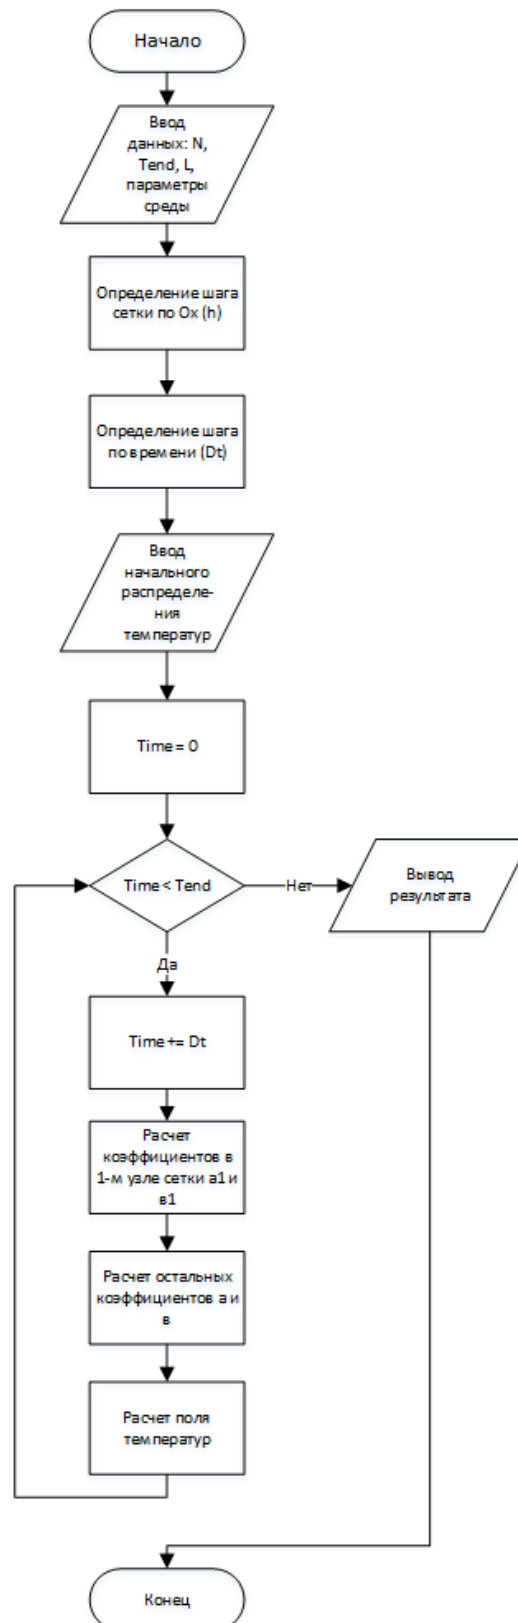 Начало
Ввод
данных: N,
Tend, L,
параметры
среды
Определение шага
сетки по Ox (h)
Определение шага
по времени (Dt)
Ввод
начального
распределе-
ния
температур
Time = 0
Time < Tend
Нет
Вывод
результата
Да
Time += Dt
Расчет
коэффициентов в
1-м узле сетки a1 и
в1
Расчет остальных
коэффициентов а и
в
Расчет поля
температур
Конец